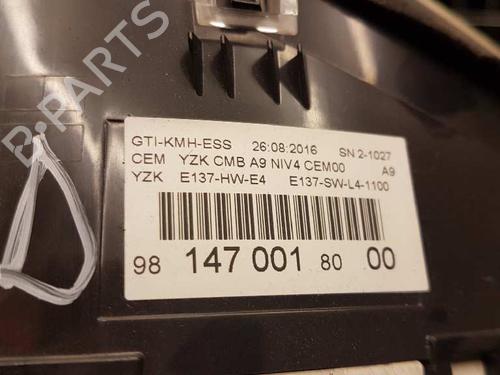 B-PARTS
GTI-KMH-ESS 26:08:2016 SN 2-1027
CEM YZK CMB A9 NIV4 CEM00 A9
YZK E137-HW-E4 E137-SW-L4-1100
98 147 001 80 00